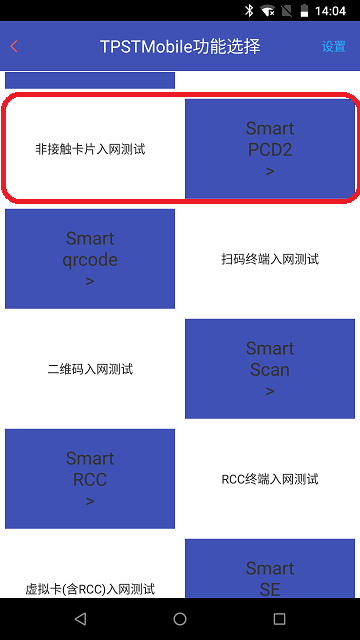 14:04
TPSTMobile功能选择
设置
非接触卡片入网测试
Smart
PCD2
>
Smart
qrcode
>
扫码终端入网测试
二维码入网测试
Smart
Scan
>
Smart
RCC
>
RCC终端入网测试
虚拟卡(含RCC)入网测试
Smart
SE